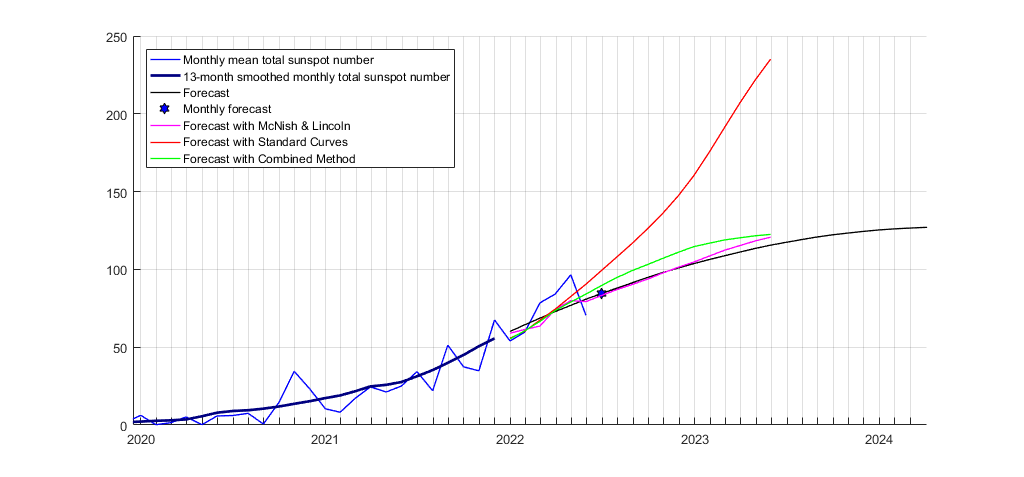 250
200
150
100
50
0
Monthly mean total sunspot number
13-month smoothed monthly total sunspot number
Forecast
Monthly forecast
Forecast with McNish & Lincoln
Forecast with Standard Curves
Forecast with Combined Method
2020 2021 2022 2023 2024